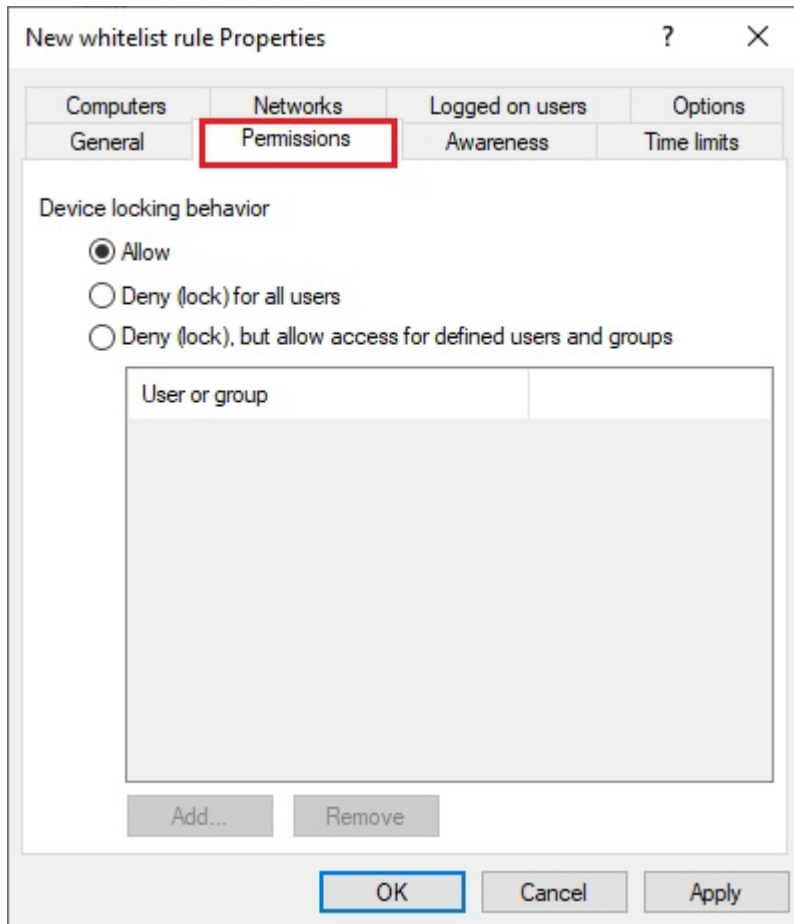 New whitelist rule Properties
?
Computers Networks Logged on users Options
General Permissions Awareness Time limits
Device locking behavior
Allow
Deny (lock) for all users
Deny (lock), but allow access for defined users and groups
User or group
Add... Remove
OK Cancel Apply